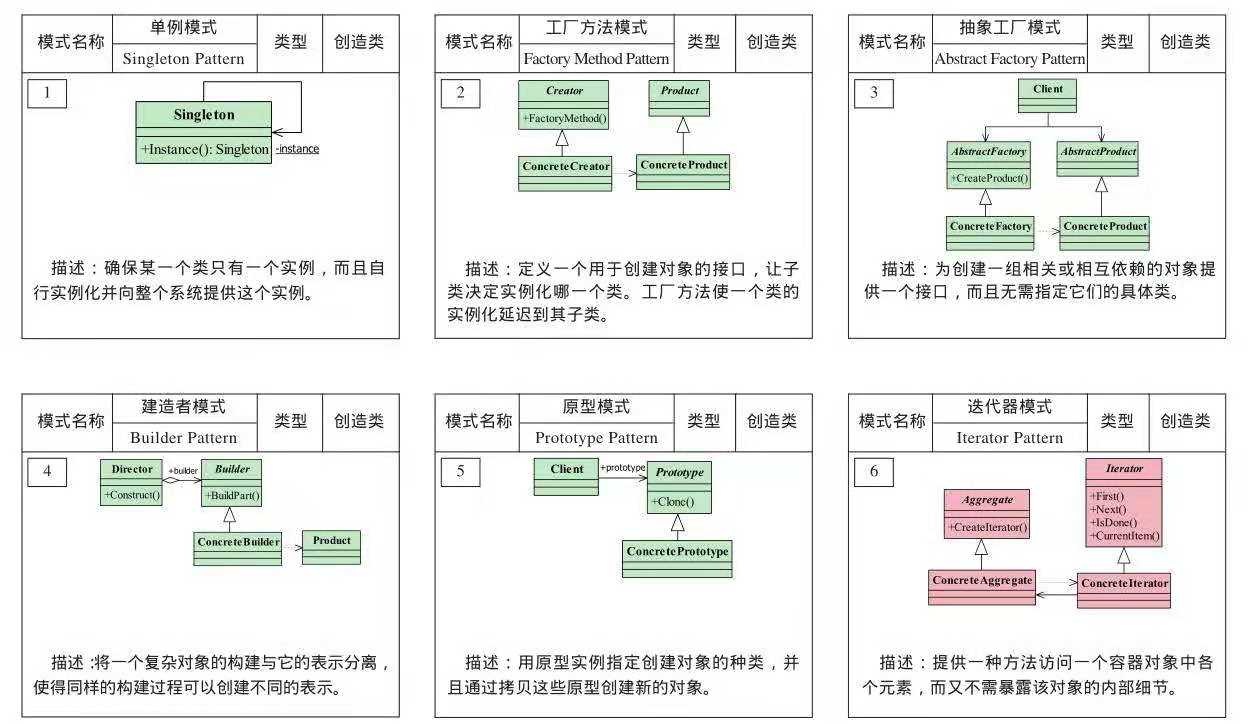 模式名称
单例模式
Singleton Pattern
类型
创造类
1
Singleton
+Instance(): Singleton
-instance
描述：确保某一个类只有一个实例，而且自
行实例化并向整个系统提供这个实例。
模式名称
工厂方法模式
Factory Method Pattern
类型
创造类
2
Creator
+FactoryMethod()
Product
ConcreteCreator
ConcreteProduct
描述：定义一个用于创建对象的接口，让子
类决定实例化哪一个类。工厂方法使一个类的
实例化延迟到其子类。
模式名称
抽象工厂模式
Abstract Factory Pattern
类型
创造类
3
Client
AbstractFactory
+CreateProduct()
AbstractProduct
ConcreteFactory
ConcreteProduct
描述：为创建一组相关或相互依赖的对象提
供一个接口，而且无需指定它们的具体类。
模式名称
建造者模式
Builder Pattern
类型
创造类
4
Director
+Construct()
+builder
Builder
+BuildPart()
ConcreteBuilder
Product
描述：将一个复杂对象的构建与它的表示分离，
使得同样的构建过程可以创建不同的表示。
模式名称
原型模式
Prototype Pattern
类型
创造类
5
Client
+prototype
Prototype
+Clone()
ConcretePrototype
描述：用原型实例指定创建对象的种类，并
且通过拷贝这些原型创建新的对象。
模式名称
迭代器模式
Iterator Pattern
类型
创造类
6
Aggregate
+CreateIterator()
Iterator
+First()
+Next()
+IsDone()
+CurrentItem()
ConcreteAggregate
ConcreteIterator
描述：提供一种方法访问一个容器对象中各
个元素，而又不需暴露该对象的内部细节。